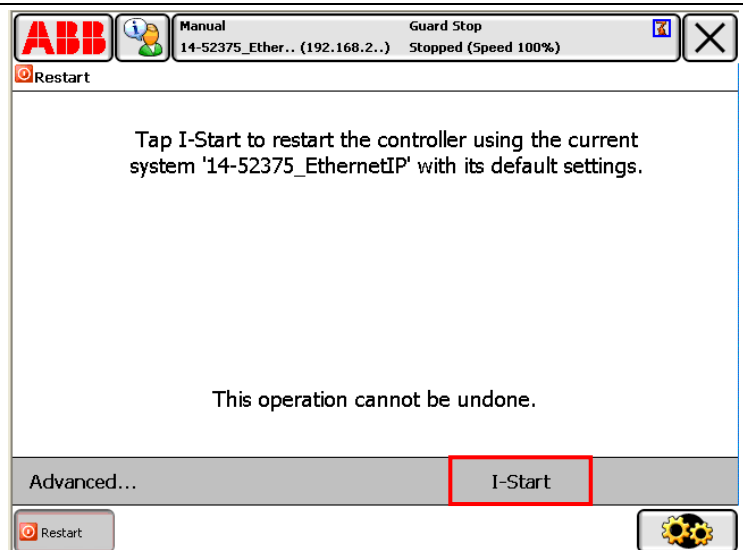 ABB
Manual
14-52375_Ether.. (192.168.2..)
Guard Stop
Stopped (Speed 100%)
Restart
Tap I-Start to restart the controller using the current
system '14-52375_EthernetIP' with its default settings.
This operation cannot be undone.
Advanced...
I-Start
Restart